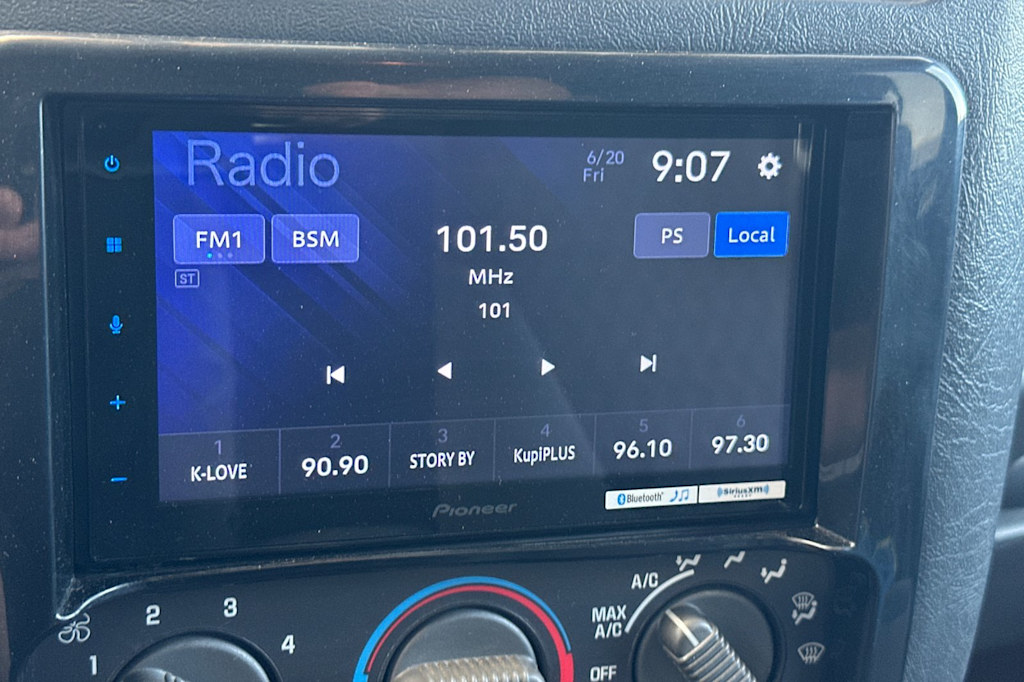 Radio
6/20
Fri
9:07
FM1
BSM
101.50
PS
Local
ST
MHz
101
1
2
3
4
5
6
K-LOVE
90.90
STORY BY
KupiPLUS
96.10
97.30
Pioneer
Bluetooth
SiriusXM
1
2
3
4
A/C
MAX
A/C
OFF